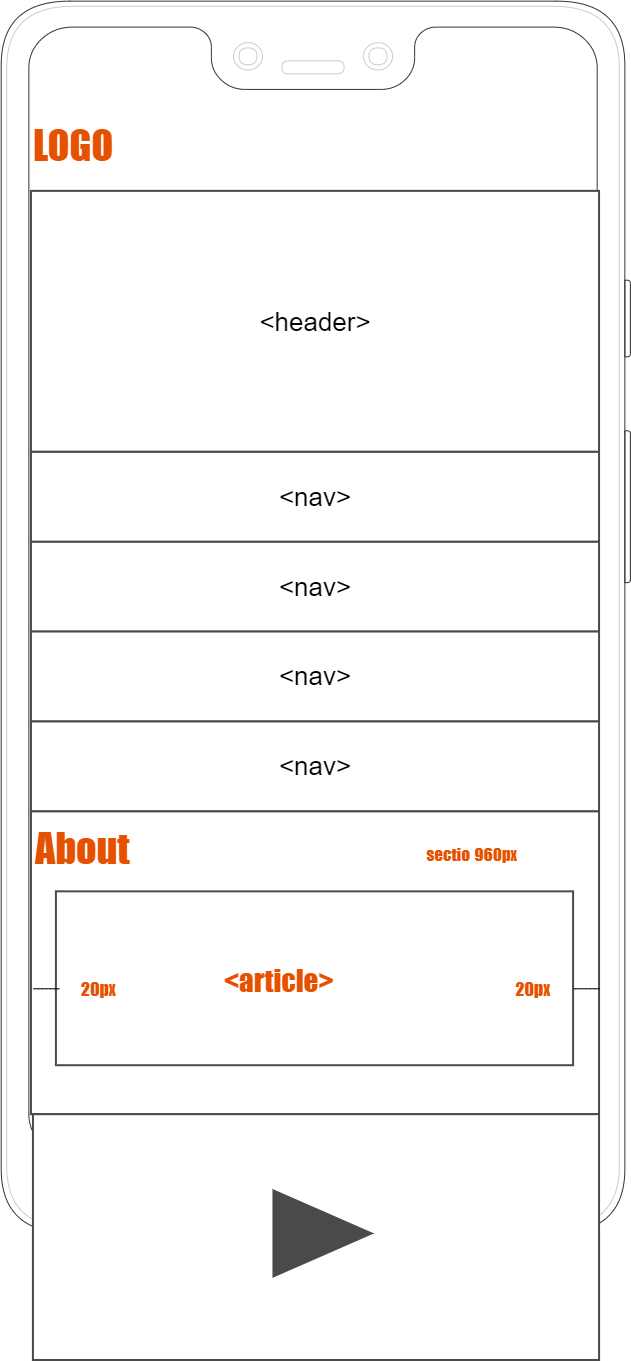 LOGO
<header>
<nav>
<nav>
<nav>
<nav>
About
sectio 960px
<article>
20px
20px